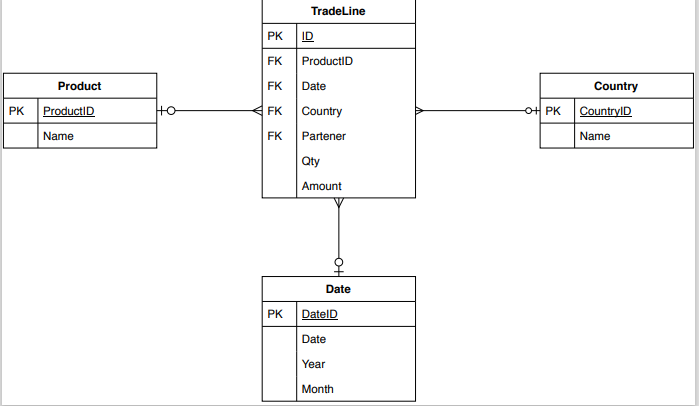 TradeLine
PK ID
FK ProductID
FK Date
FK Country
FK Partener
Qty
Amount
Product
PK ProductID
Name
Country
PK CountryID
Name
Date
PK DateID
Date
Year
Month